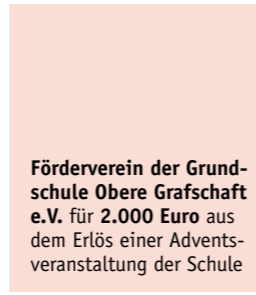 Förderverein der Grund-
schule Obere Grafschaft
e.V. für 2.000 Euro aus
dem Erlös einer Advents-
veranstaltung der Schule